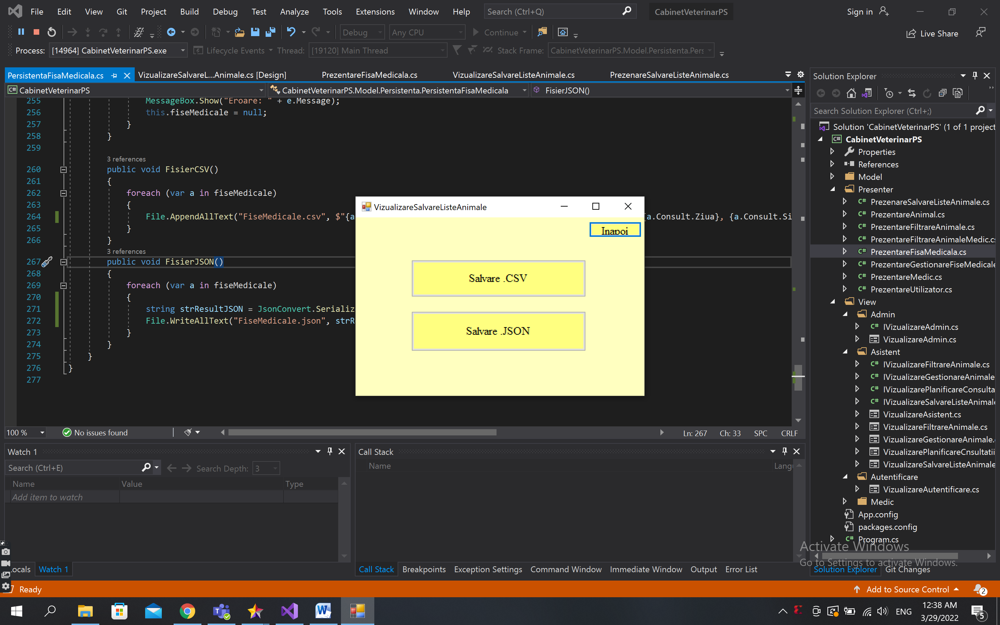 File Edit View Git Project Build Debug Test Tools Analyze Extensions Window Help Search (Ctrl+Q) CabinetVeterinarPS Sign in
Debug Any CPU Continue Live Share
Process: [14964] CabinetVeterinarPS.exe Lifecycle Events Thread: [19120] Main Thread Stack Frame: CabinetVeterinarPS.Model.Persistenta.Pers
PersistentaFisaMedicala.cs VizualizareSalvareL...Animale.cs [Design] PrezentareFisaMedicala.cs VizualizareSalvareListeAnimale.cs PrezenareSalvareListeAnimale.cs
CabinetVeterinarPS CabinetVeterinarPS.Model.Persistenta.PersistentaFisaMedicala FisierJSON()
255 MessageBox.Show("Eroare: " + e.Message);
256 this.fiseMedicale = null;
257 }
258 }
259
3 references
260 public void FisierCSV()
261 {
262 foreach (var a in fiseMedicale)
263 {
264 File.AppendAllText("FiseMedicale.csv", $"{a a.Consult.Ziua}, {a.Consult.Si
265 }
266 }
3 references
267 public void FisierJSON()
268 {
269 foreach (var a in fiseMedicale)
270 {
271 string strResultJSON = JsonConvert.Serializ
272 File.WriteAllText("FiseMedicale.json", strR
273 }
274 }
275 }
276 }
277
VizualizareSalvareListeAnimale
Inapoi
Salvare .CSV
Salvare .JSON
100 % No issues found Ln: 267 Ch: 33 SPC CRLF
Watch 1
Search (Ctrl+E) Search Depth: 3
Name Value Type
Add item to watch
Locals Watch 1
Call Stack
Name Langu
Call Stack Breakpoints Exception Settings Command Window Immediate Window Output Error List
Solution Explorer
Search Solution Explorer (Ctrl+;)
Solution 'CabinetVeterinarPS' (1 of 1 project
C# CabinetVeterinarPS
Properties
References
Model
Presenter
C# PrezenareSalvareListeAnimale.cs
C# PrezentareAnimal.cs
C# PrezentareFiltrareAnimale.cs
C# PrezentareFiltrareAnimaleMedic.cs
C# PrezentareFisaMedicala.cs
C# PrezentareGestionareFiseMedicale
C# PrezentareMedic.cs
C# PrezentareUtilizator.cs
View
Admin
C# IVizualizareAdmin.cs
VizualizareAdmin.cs
Asistent
C# IVizualizareFiltrareAnimale.cs
C# IVizualizareGestionareAnimale
C# IVizualizarePlanificareConsulta
C# IVizualizareSalvareListeAnimale
VizualizareAsistent.cs
VizualizareFiltrareAnimale.cs
VizualizareGestionareAnimale.
VizualizarePlanificareCnsultatii
VizualizareSalvareListeAnimale
Autentificare
VizualizareAutentificare.cs
Medic
App.config
packages.config
C# Program.cs
Activate Windows
Go to Settings to activate Windows.
Solution Explorer Git Changes
Ready Add to Source Control 2
ENG 12:38 AM
3/29/2022 5